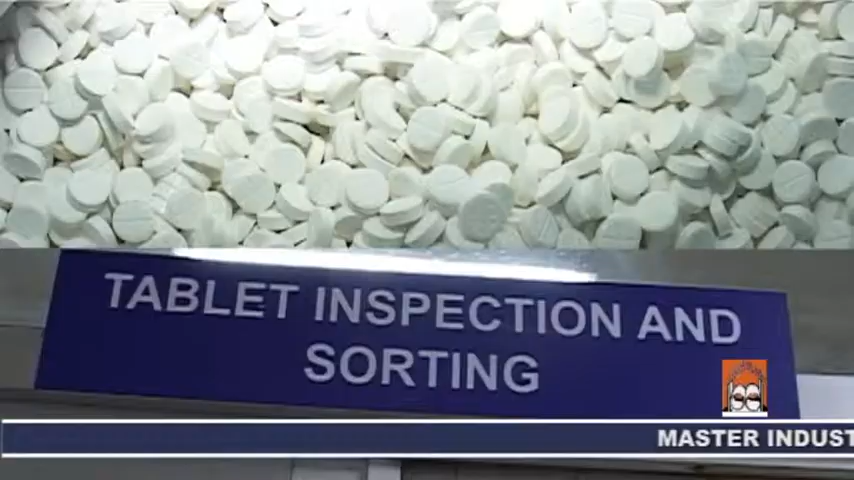 TABLET INSPECTION AND
SORTING
MASTER INDUST